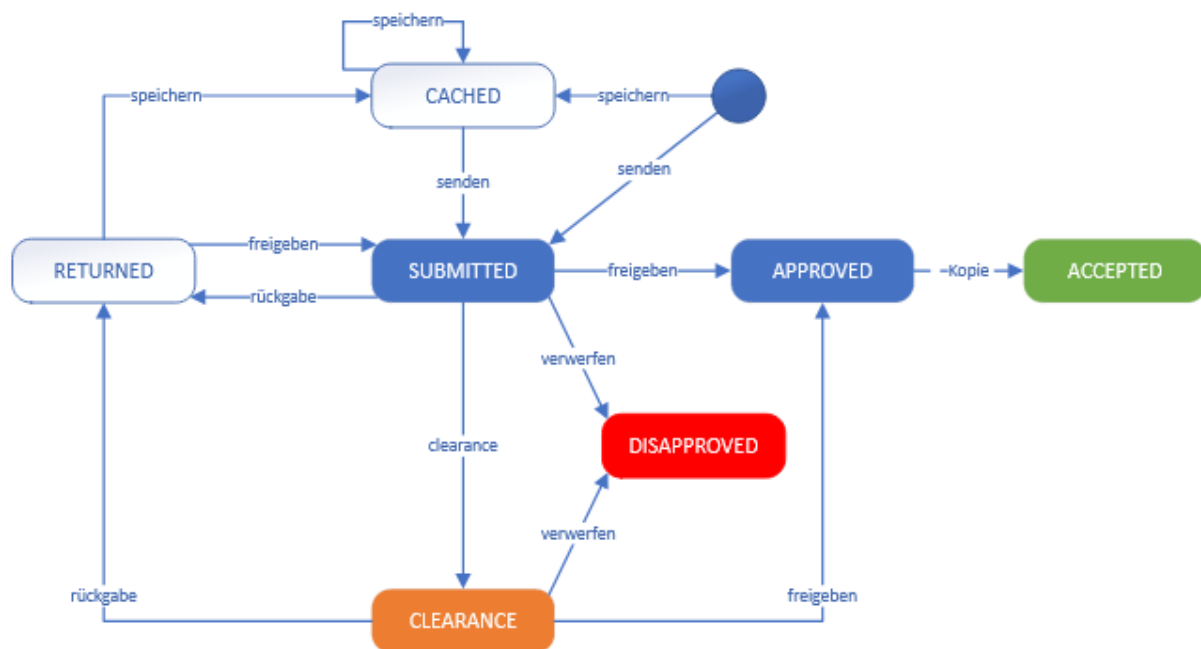 speichern
CACHED
speichern
speichern
senden
senden
freigeben
RETURNED
SUBMITTED
freigeben
APPROVED
Kopie
ACCEPTED
rückgabe
verwerfen
clearance
DISAPPROVED
verwerfen
rückgabe
freigeben
CLEARANCE